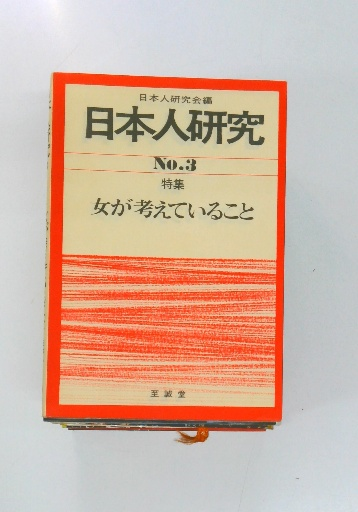 日本人研究会編
日本人研究
No.3
特集
女が考えていること
至誠堂